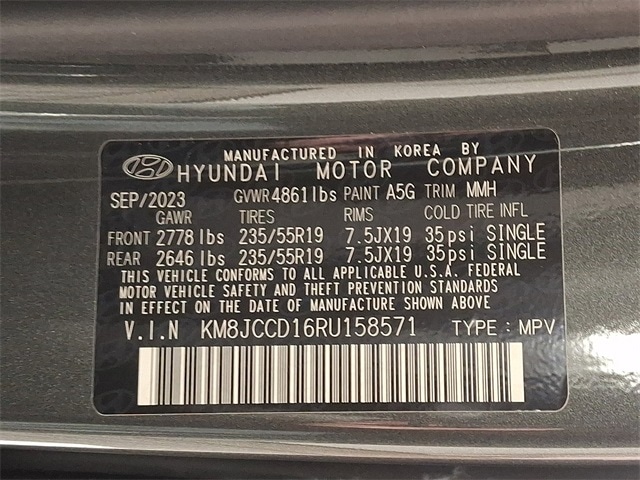 MANUFACTURED IN KOREA BY
HYUNDAI MOTOR COMPANY
SEP/2023 GVWR 4861 lbs PAINT A5G TRIM MMH
GAWR TIRES RIMS COLD TIRE INFL
FRONT 2778 lbs 235/55R19 7.5JX19 35psi SINGLE
REAR 2646 lbs 235/55R19 7.5JX19 35psi SINGLE
THIS VEHICLE CONFORMS TO ALL APPLICABLE U.S.A. FEDERAL
MOTOR VEHICLE SAFETY AND THEFT PREVENTION STANDARDS
IN EFFECT ON THE DATE OF MANUFACTURE SHOWN ABOVE
V.I.N KM8JCCD16RU158571 TYPE : MPV